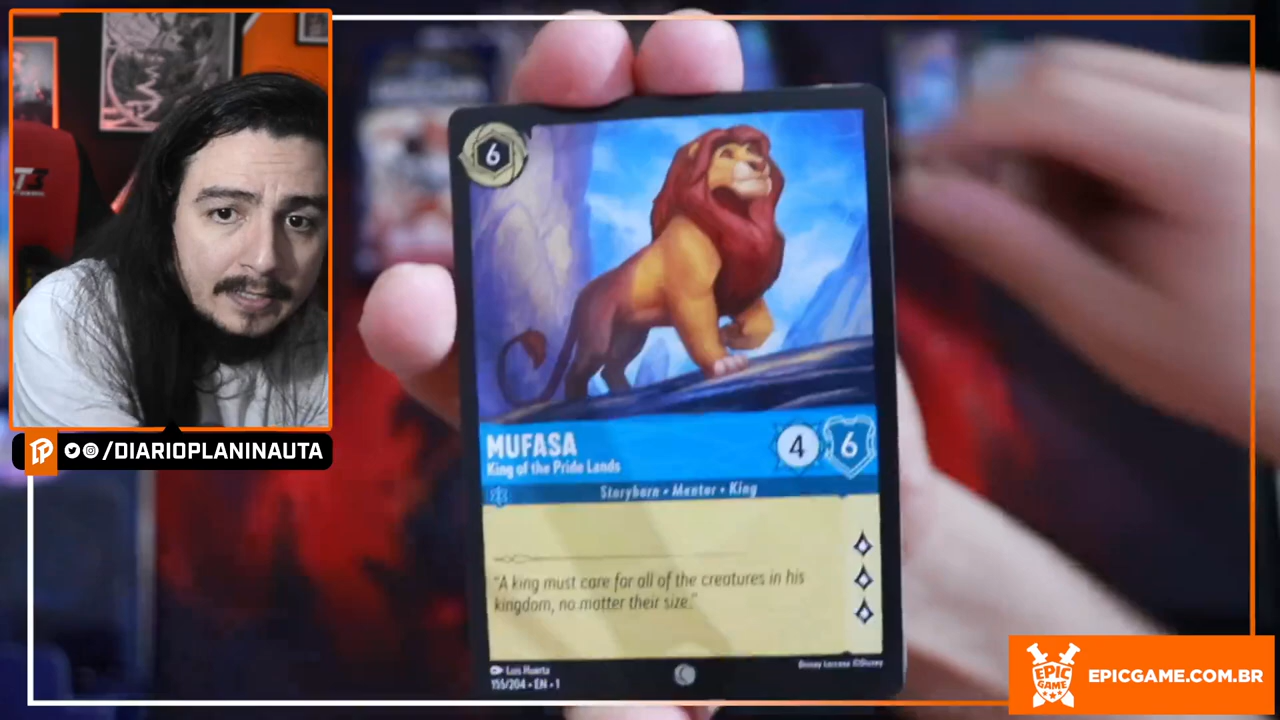 6
MUFASA
King of the Pride Lands
4
6
Storyborn • Mentor • King
"A king must care for all of the creatures in his
kingdom, no matter their size."
Luis Huerta
155/204 • EN • 1
Disney Lorcana ©Disney
/DIARIOPLANINAUTA
EPIC
GAME
EPICGAME.COM.BR